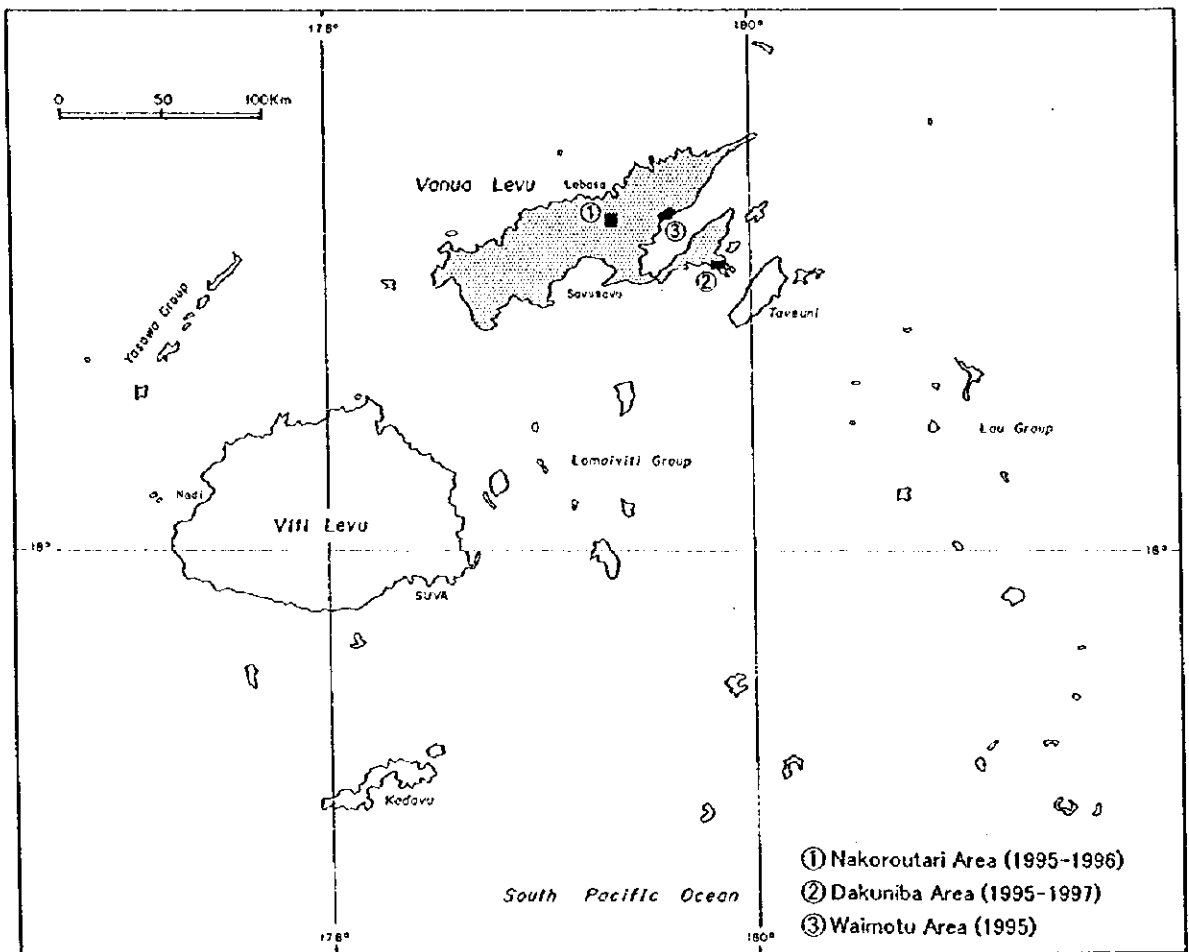 178° 180°
0 50 100Km
Vanua Levu
Labasa
①
③
②
Savusavu
Taveuni
Yasawa Group
Lau Group
Lomaiviti Group
Nadi
Viti Levu
18° 18°
SUVA
Kadavu
① Nakoroutari Area (1995-1996)
② Dakuniba Area (1995-1997)
③ Waimotu Area (1995)
South Pacific Ocean
178° 180°